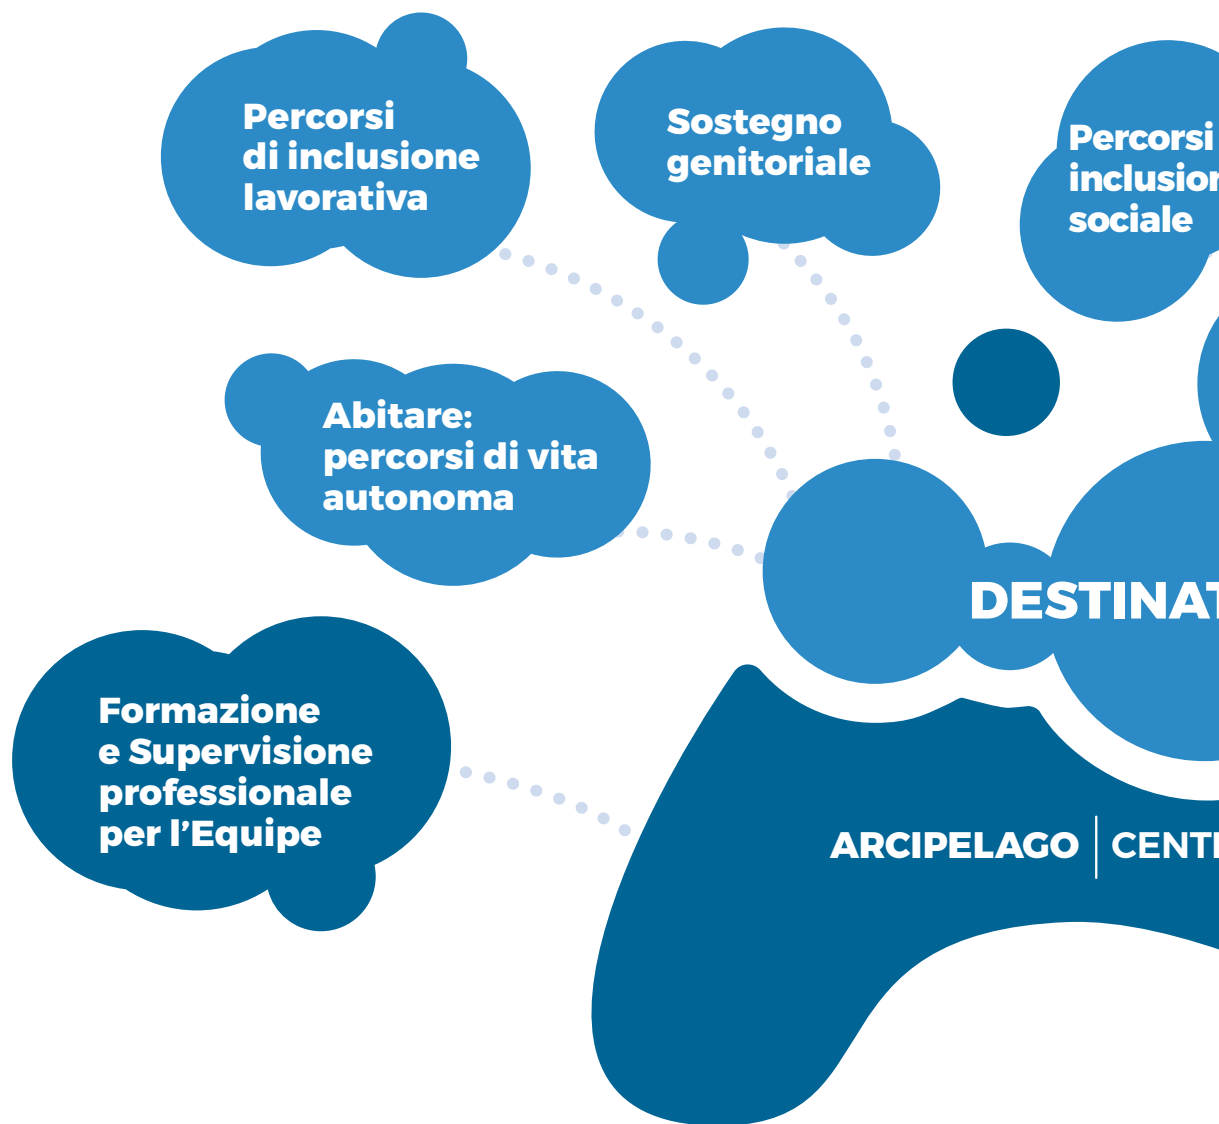 Percorsi
di inclusione
lavorativa
Sostegno
genitoriale
Percorsi
sociale
Abitare:
percorsi di vita
autonoma
Formazione
e Supervisione
professionale
per l’Equipe
ARCIPELAGO